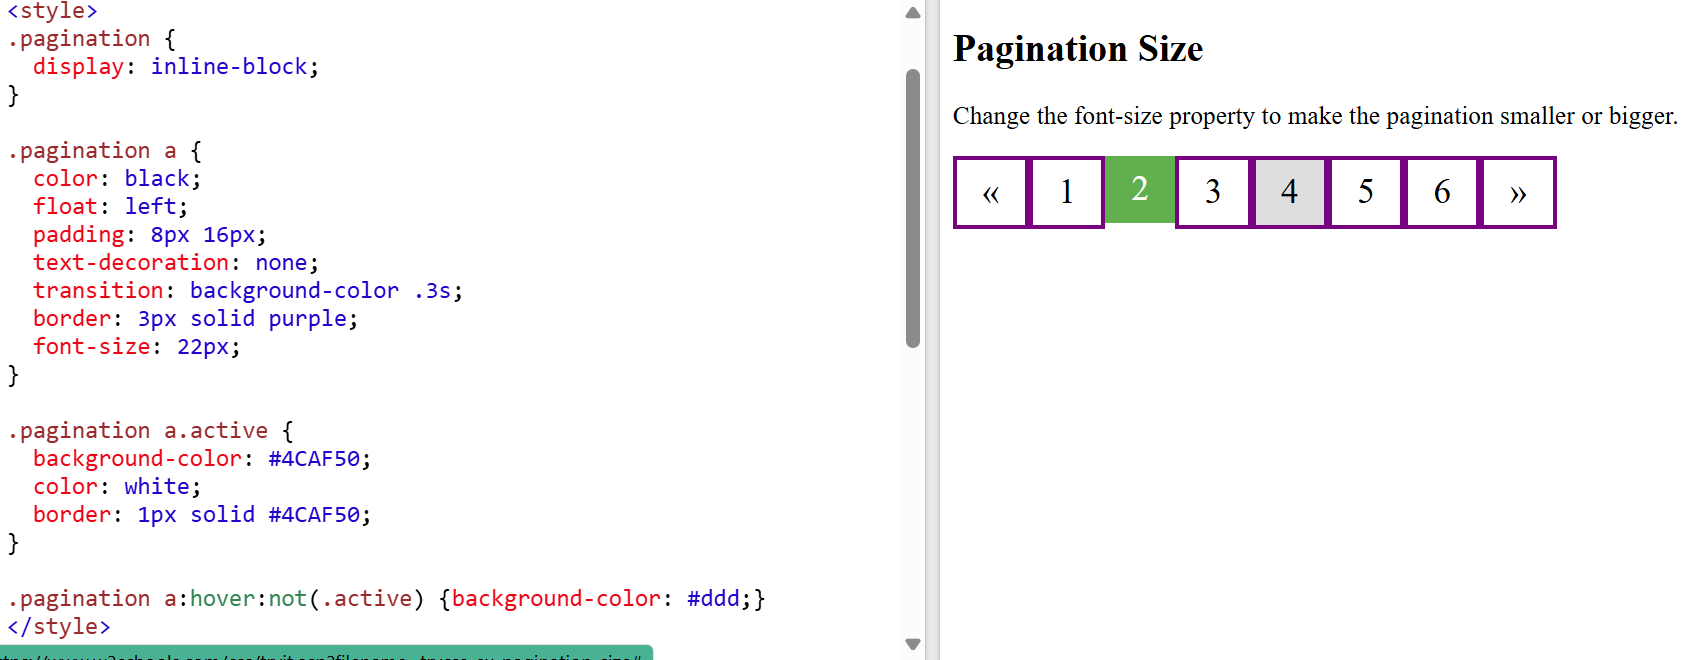 <style>
.pagination {
  display: inline-block;
}

.pagination a {
  color: black;
  float: left;
  padding: 8px 16px;
  text-decoration: none;
  transition: background-color .3s;
  border: 3px solid purple;
  font-size: 22px;
}

.pagination a.active {
  background-color: #4CAF50;
  color: white;
  border: 1px solid #4CAF50;
}

.pagination a:hover:not(.active) {background-color: #ddd;}
</style>
Pagination Size
Change the font-size property to make the pagination smaller or bigger.
« 1 2 3 4 5 6 »